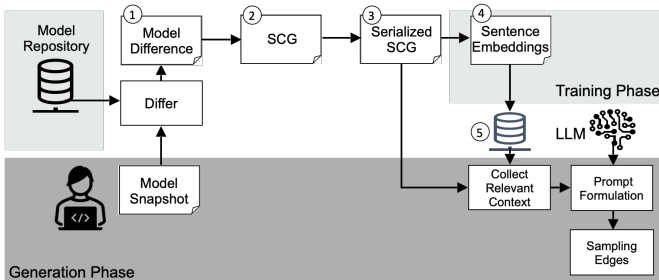 Model
Repository
1
Model
Difference
2
SCG
3
Serialized
SCG
4
Sentence
Embeddings
Training Phase
Differ
5
LLM
</>
Model
Snapshot
Collect
Relevant
Context
Prompt
Formulation
Sampling
Edges
Generation Phase